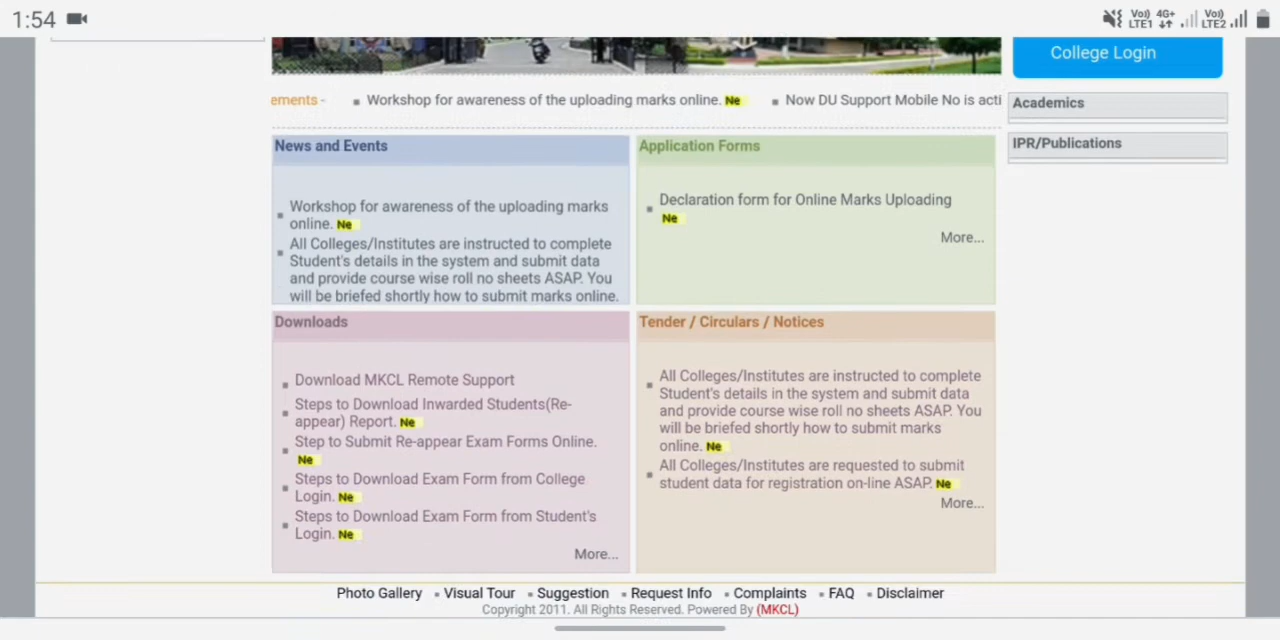 1:54
Vo) LTE1 4G+ Vo) LTE2
College Login
ements -
Workshop for awareness of the uploading marks online. Ne
Now DU Support Mobile No is acti
Academics
IPR/Publications
News and Events
Workshop for awareness of the uploading marks
online. Ne
All Colleges/Institutes are instructed to complete
Student's details in the system and submit data
and provide course wise roll no sheets ASAP. You
will be briefed shortly how to submit marks online.
Application Forms
Declaration form for Online Marks Uploading
Ne
More...
Downloads
Download MKCL Remote Support
Steps to Download Inwarded Students(Re-
appear) Report. Ne
Step to Submit Re-appear Exam Forms Online.
Ne
Steps to Download Exam Form from College
Login. Ne
Steps to Download Exam Form from Student's
Login. Ne
More...
Tender / Circulars / Notices
All Colleges/Institutes are instructed to complete
Student's details in the system and submit data
and provide course wise roll no sheets ASAP. You
will be briefed shortly how to submit marks
online. Ne
All Colleges/Institutes are requested to submit
student data for registration on-line ASAP. Ne
More...
Photo Gallery Visual Tour Suggestion Request Info Complaints FAQ Disclaimer
Copyright 2011. All Rights Reserved. Powered By (MKCL)